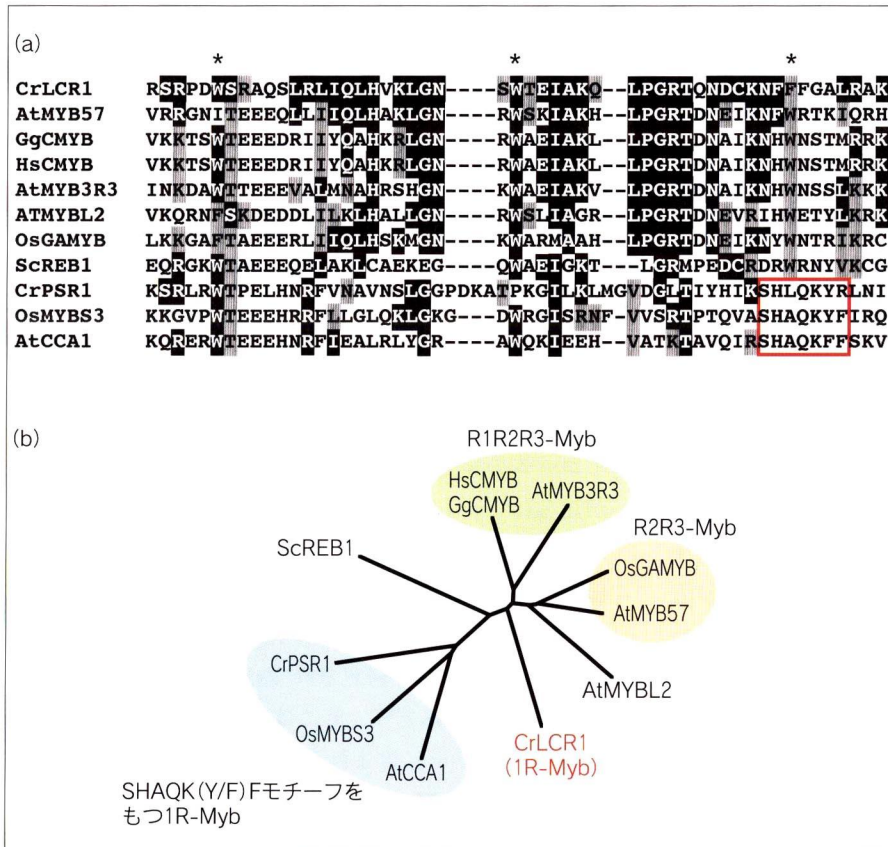 (a)
* * *
CrLCR1 RSRPDWSRAQSLRLIQLHVKLGN----SWTEIAKQ--LPGRTQNDCKNFFFGALRAK
AtMYB57 VRRGNITEEEQLLIIQLHAKLGN----RWSKIAKH--LPGRTDNEIKNFWRTKIQRH
GgCMYB VKKTSWTEEEDRIIYQAHKRLGN----RWAEIAKL--LPGRTDNAIKNHWNSTMRRK
HsCMYB VKKTSWTEEEDRIIYQAHKRLGN----RWAEIAKL--LPGRTDNAIKNHWNSTMRRK
AtMYB3R3 INKDAWTTEEEVALMNAHRSHGN----KWAEIAKV--LPGRTDNAIKNHWNSSLKKK
ATMYBL2 VKQRNFSKDEDDLILKLHALLGN----RWSLIAGR--LPGRTDNEVRIHWETYLKRK
OsGAMYB LKKGAFTAEEERLIIQLHSKMGN----KWARMAAH--LPGRTDNEIKNYWNTRIKRC
ScREB1 EQRGKWTAEEEQELAKLCAEKEG----QWAEIGKT---LGRMPEDCRDRWRNYVKCG
CrPSR1 KSRLRWTPELHNRFVNAVNSLGGPDKATPKGILKLMGVDGLTIYHIKSHLQKYRLNI
OsMYBS3 KKGVPWTEEEHRRFLLGLQKLGKG----DWRGISRNF-VVSRTPTQVASHAQKYFIRQ
AtCCA1 KQRERWTEEEHNRFIEALRLYGR----AWQKIEEH--VATKTAVQIRSHAQKFFSKV
(b)
R1R2R3-Myb
HsCMYB
GgCMYB
AtMYB3R3
R2R3-Myb
ScREB1
OsGAMYB
AtMYB57
CrPSR1
AtMYBL2
OsMYBS3
CrLCR1
(1R-Myb)
AtCCA1
SHAQK(Y/F)Fモチーフを
もつ1R-Myb